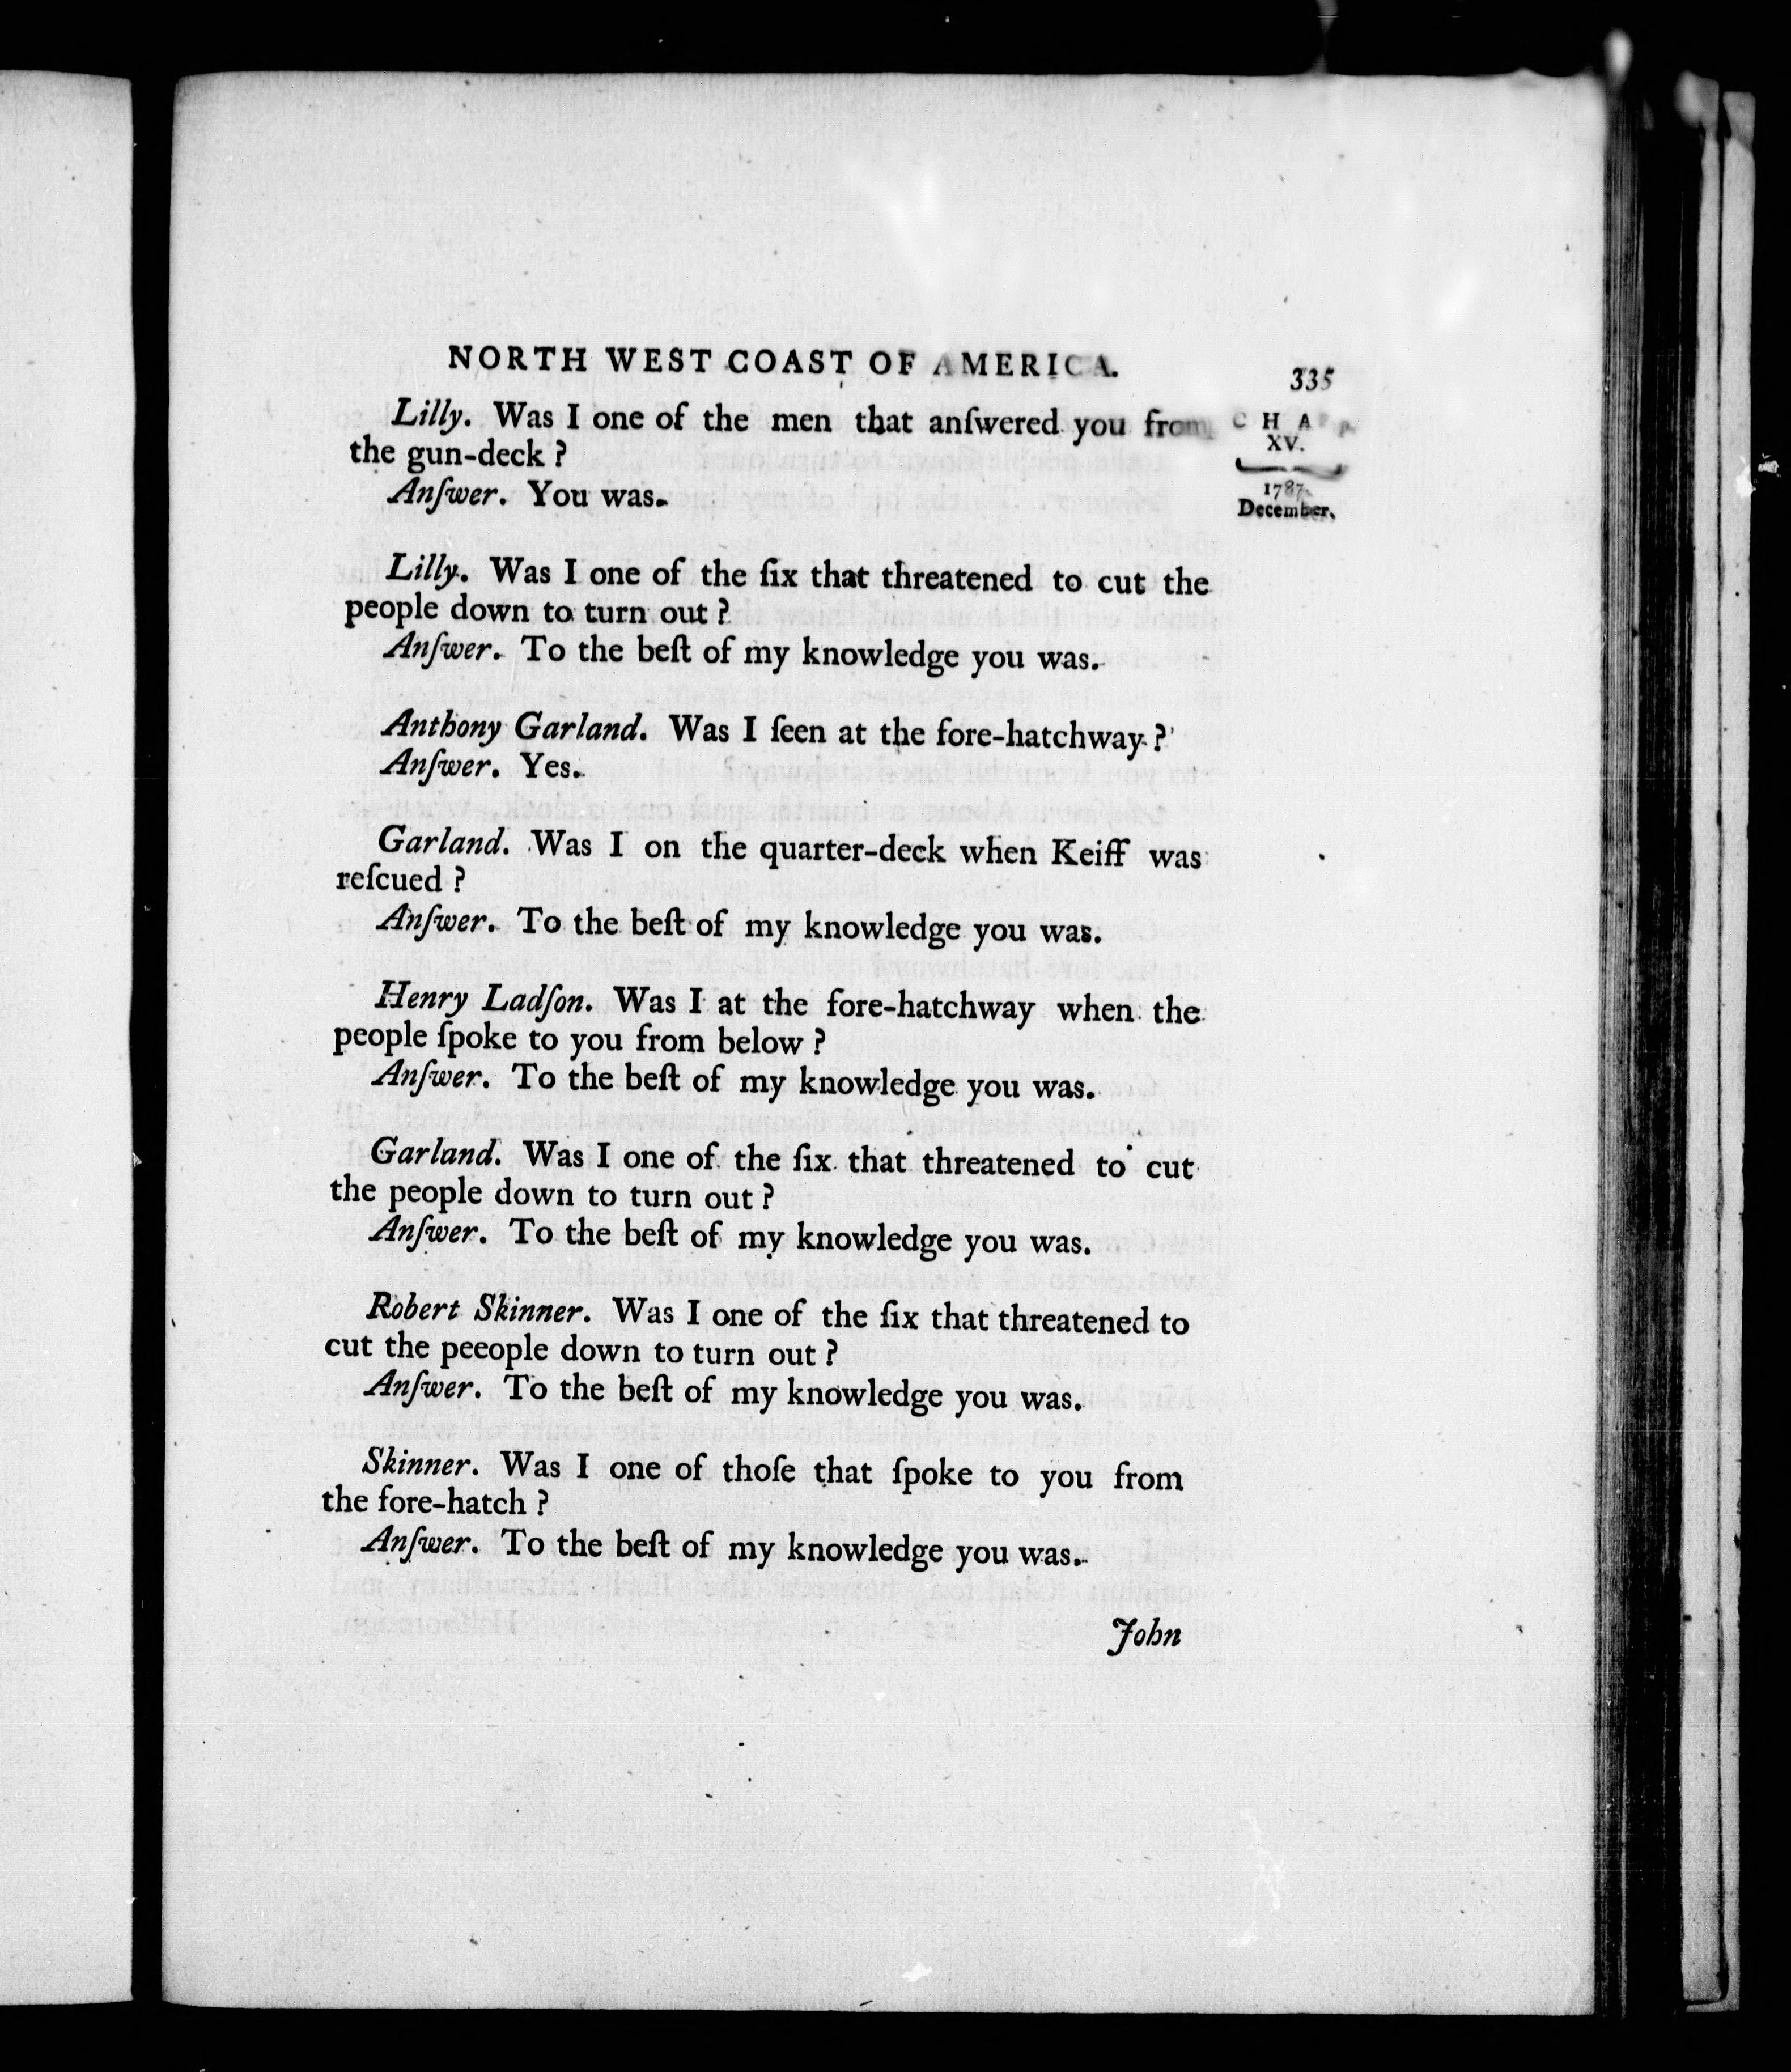 NORTH WEST COAST OF AMERICA.
335
Lilly. Was I one of the men that anſwered you from
the gun-deck ?
Anſwer. You was.
C H A P.
XV.
1787.
December.
Lilly. Was I one of the ſix that threatened to cut the
people down to turn out ?
Anſwer. To the beſt of my knowledge you was.
Anthony Garland. Was I ſeen at the fore-hatchway ?
Anſwer. Yes.
Garland. Was I on the quarter-deck when Keiff was
reſcued ?
Anſwer. To the beſt of my knowledge you was.
Henry Ladſon. Was I at the fore-hatchway when the
people ſpoke to you from below ?
Anſwer. To the beſt of my knowledge you was.
Garland. Was I one of the ſix that threatened to cut
the people down to turn out ?
Anſwer. To the beſt of my knowledge you was.
Robert Skinner. Was I one of the ſix that threatened to
cut the peeople down to turn out ?
Anſwer. To the beſt of my knowledge you was.
Skinner. Was I one of thoſe that ſpoke to you from
the fore-hatch ?
Anſwer. To the beſt of my knowledge you was.
John